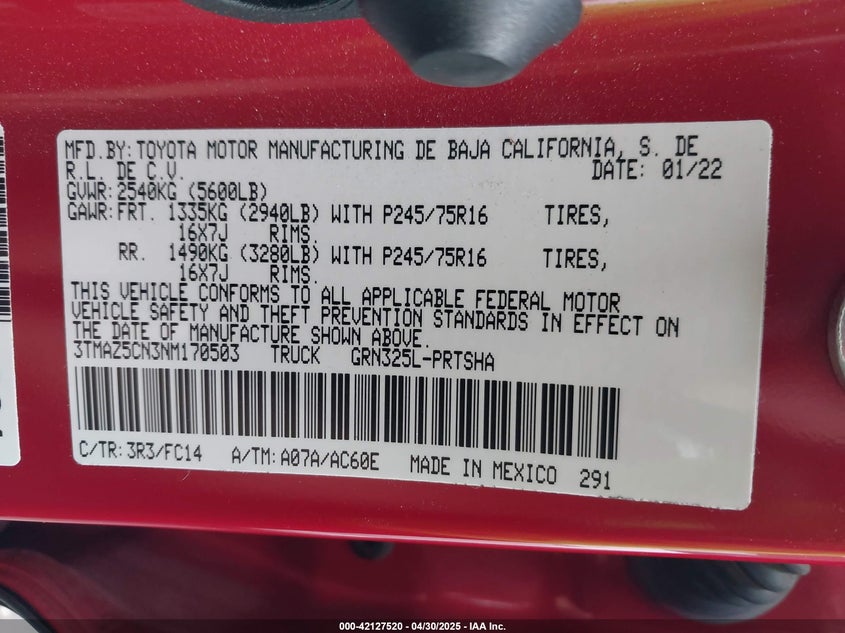 MFD.BY:TOYOTA MOTOR MANUFACTURING DE BAJA CALIFORNIA, S. DE
R.L. DE C.V. DATE: 01/22
GVWR:2540KG (5600LB)
GAWR:FRT. 1335KG (2940LB) WITH P245/75R16 TIRES,
16X7J RIMS.
RR. 1490KG (3280LB) WITH P245/75R16 TIRES,
16X7J RIMS.
THIS VEHICLE CONFORMS TO ALL APPLICABLE FEDERAL MOTOR
VEHICLE SAFETY AND THEFT PREVENTION STANDARDS IN EFFECT ON
THE DATE OF MANUFACTURE SHOWN ABOVE.
3TMAZ5CN3NM170503 TRUCK GRN325L-PRTSHA
C/TR:3R3/FC14 A/TM:A07A/AC60E MADE IN MEXICO 291
000-42127520 - 04/30/2025 - IAA Inc.